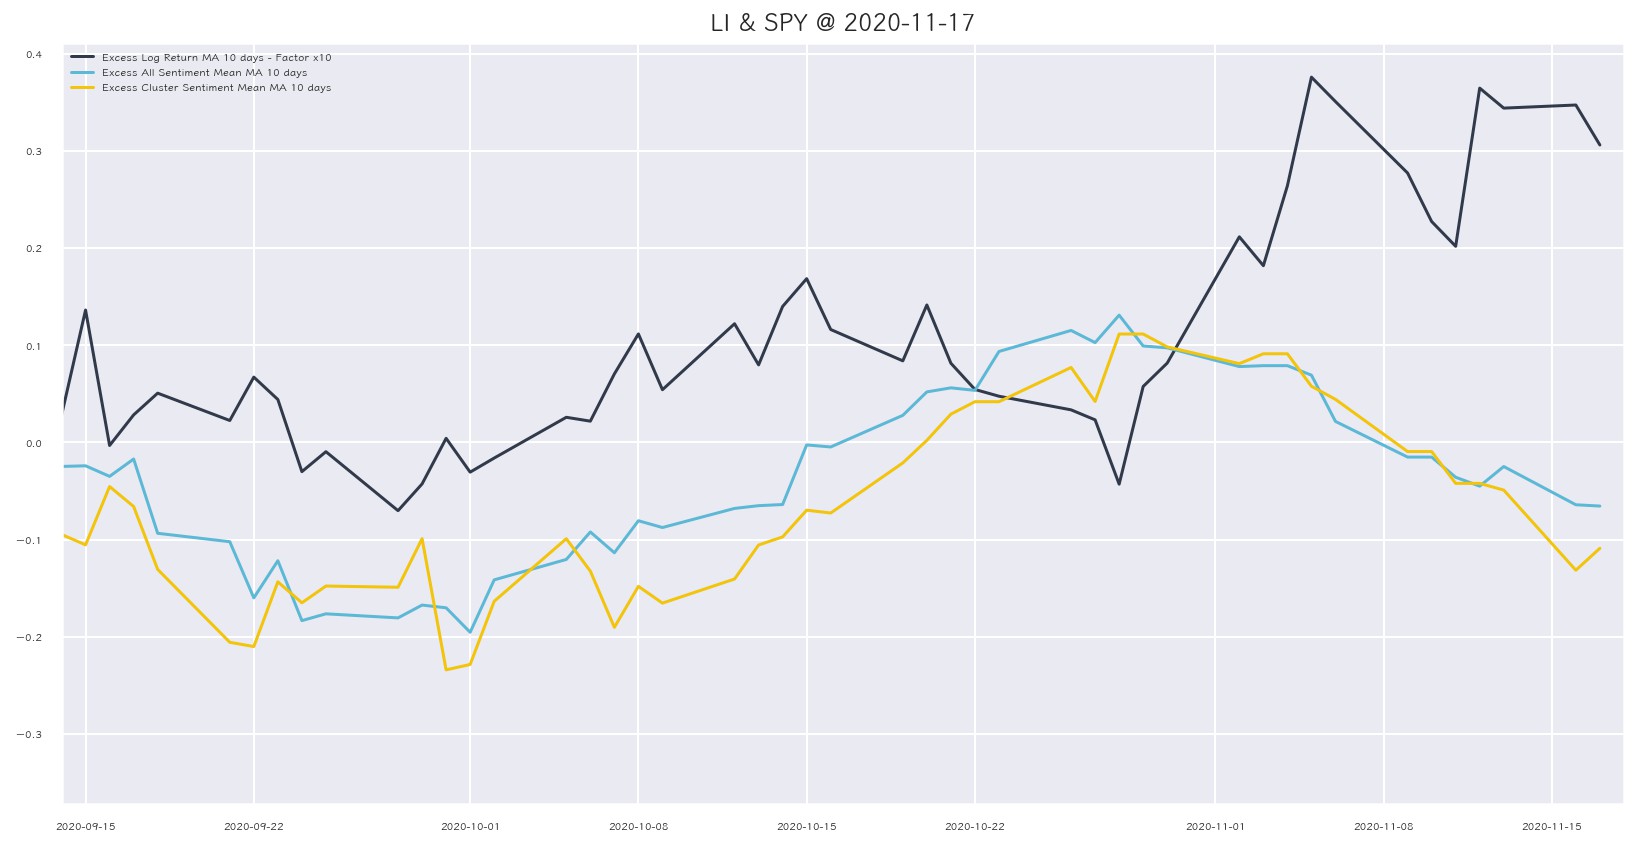 LI & SPY @ 2020-11-17
Excess Log Return MA 10 days - Factor x10
Excess All Sentiment Mean MA 10 days
Excess Cluster Sentiment Mean MA 10 days
0.4
0.3
0.2
0.1
0.0
−0.1
−0.2
−0.3
2020-09-15 2020-09-22 2020-10-01 2020-10-08 2020-10-15 2020-10-22 2020-11-01 2020-11-08 2020-11-15